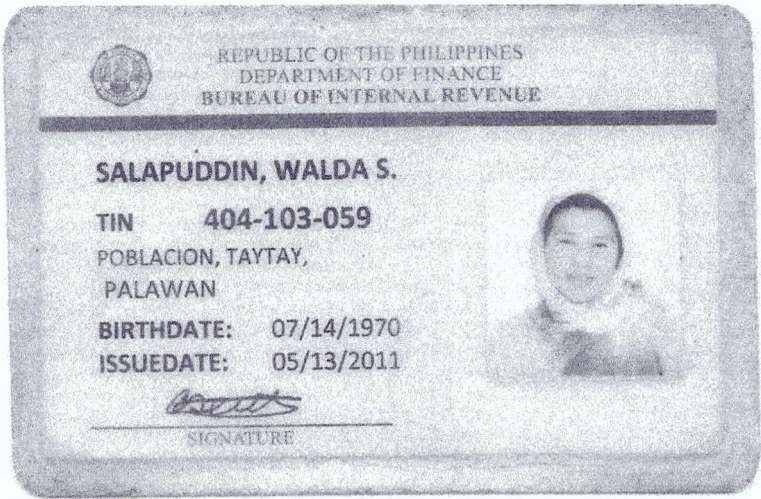 REPUBLIC OF THE PHILIPPINES
DEPARTMENT OF FINANCE
BUREAU OF INTERNAL REVENUE
SALAPUDDIN, WALDA S.
TIN 404-103-059
POBLACION, TAYTAY,
PALAWAN
BIRTHDATE: 07/14/1970
ISSUEDATE: 05/13/2011
SIGNATURE